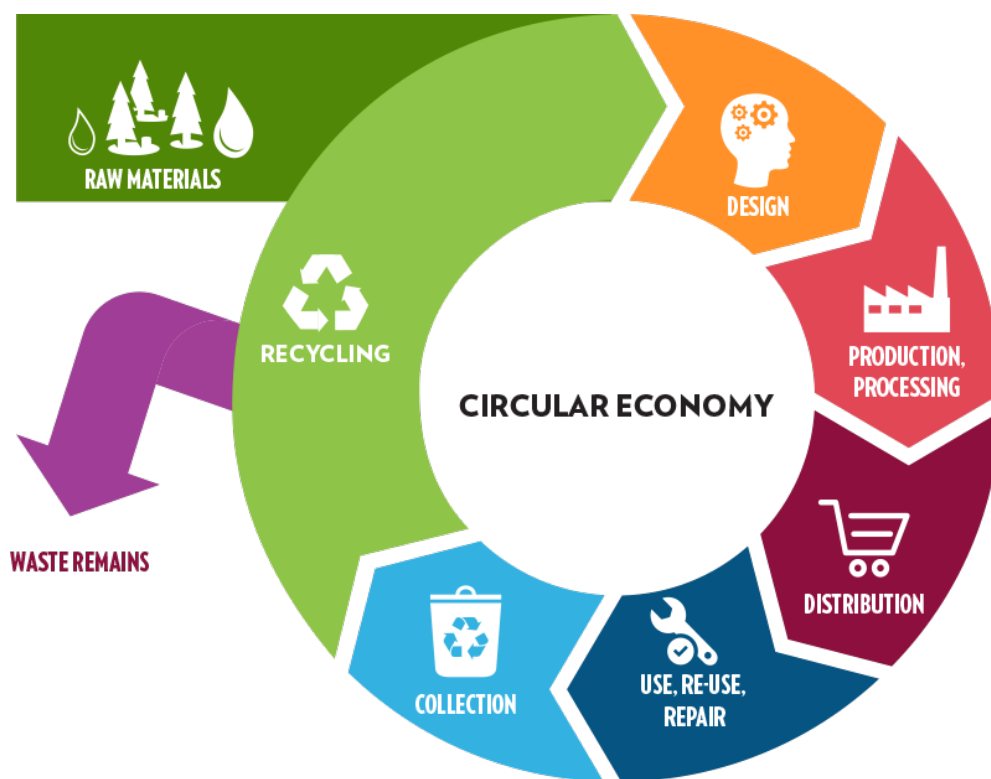 RAW MATERIALS
DESIGN
RECYCLING
PRODUCTION,
PROCESSING
CIRCULAR ECONOMY
WASTE REMAINS
DISTRIBUTION
USE, RE-USE,
REPAIR
COLLECTION